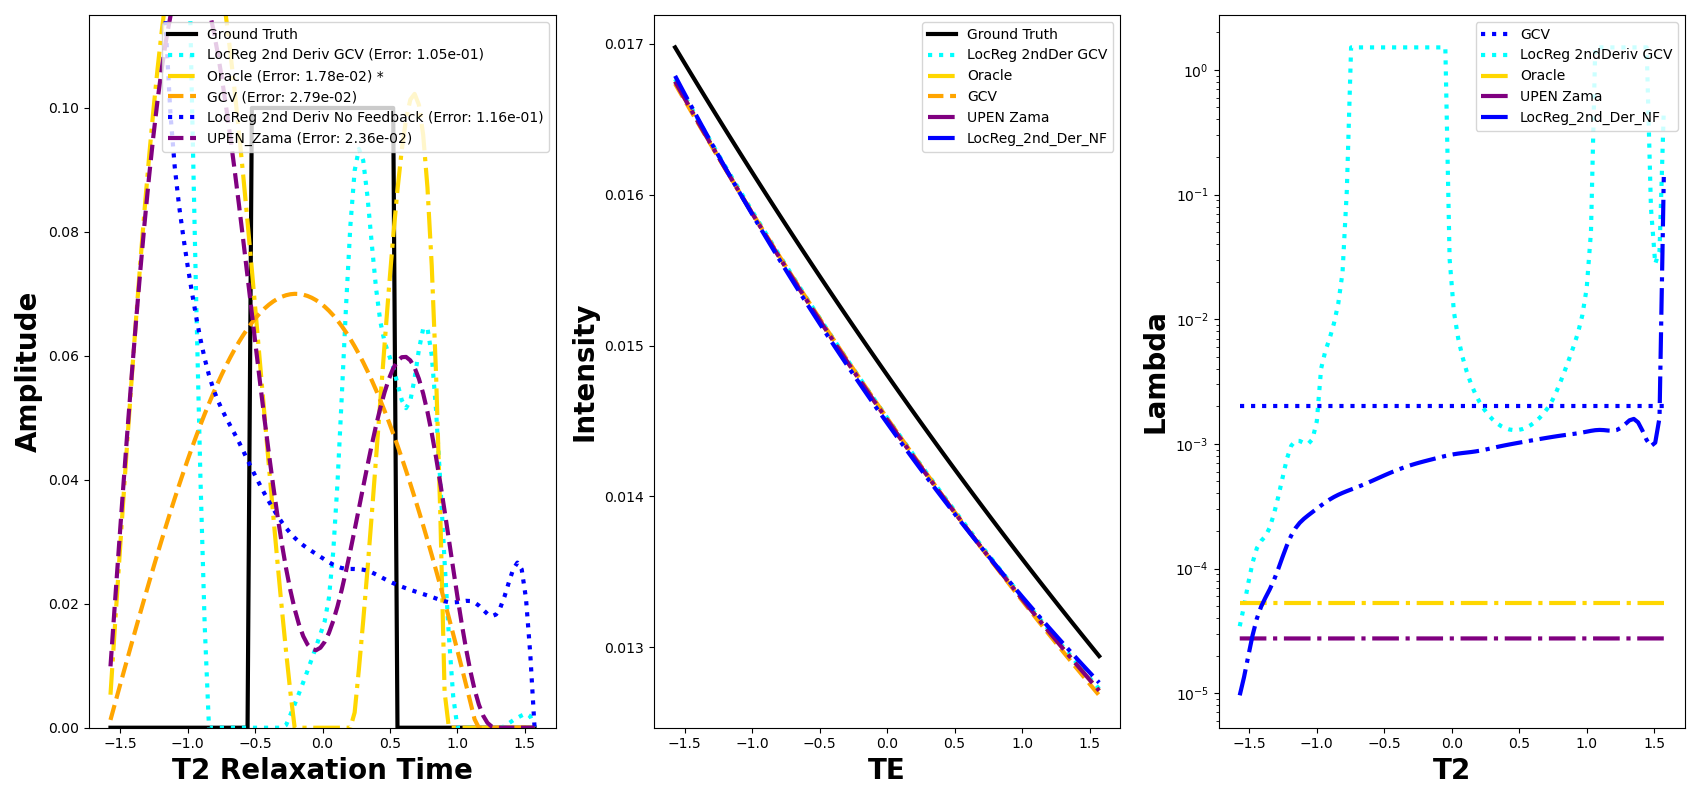 Ground Truth
LocReg 2nd Deriv GCV (Error: 1.05e-01)
Oracle (Error: 1.78e-02) *
GCV (Error: 2.79e-02)
LocReg 2nd Deriv No Feedback (Error: 1.16e-01)
UPEN_Zama (Error: 2.36e-02)
0.10
0.08
0.06
0.04
0.02
0.00
Amplitude
−1.5 −1.0 −0.5 0.0 0.5 1.0 1.5
T2 Relaxation Time
Ground Truth
LocReg 2ndDer GCV
Oracle
GCV
UPEN Zama
LocReg_2nd_Der_NF
0.017
0.016
0.015
0.014
0.013
Intensity
−1.5 −1.0 −0.5 0.0 0.5 1.0 1.5
TE
GCV
LocReg 2ndDeriv GCV
Oracle
UPEN Zama
LocReg_2nd_Der_NF
10⁰
10⁻¹
10⁻²
10⁻³
10⁻⁴
10⁻⁵
Lambda
−1.5 −1.0 −0.5 0.0 0.5 1.0 1.5
T2